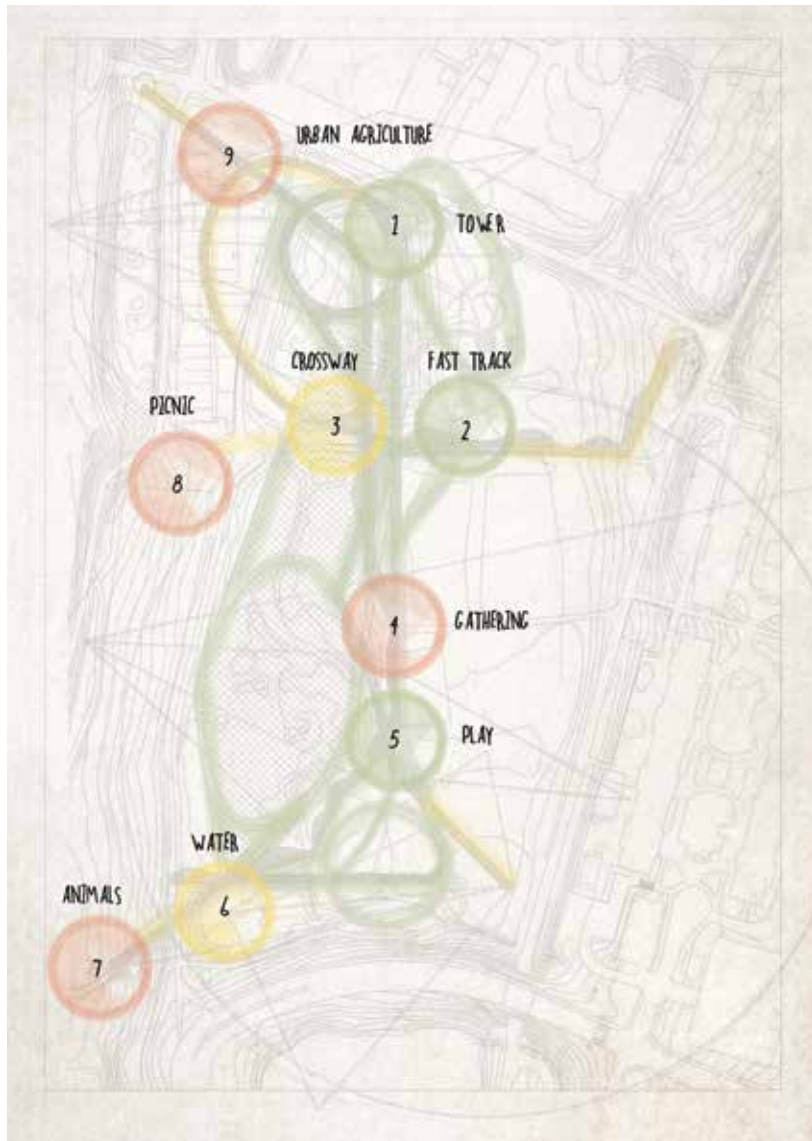 URBAN AGRICULTURE
9
1
TOWER
CROSSWAY
FAST TRACK
PICNIC
3
2
8
4
GATHERING
5
PLAY
WATER
ANIMALS
6
7